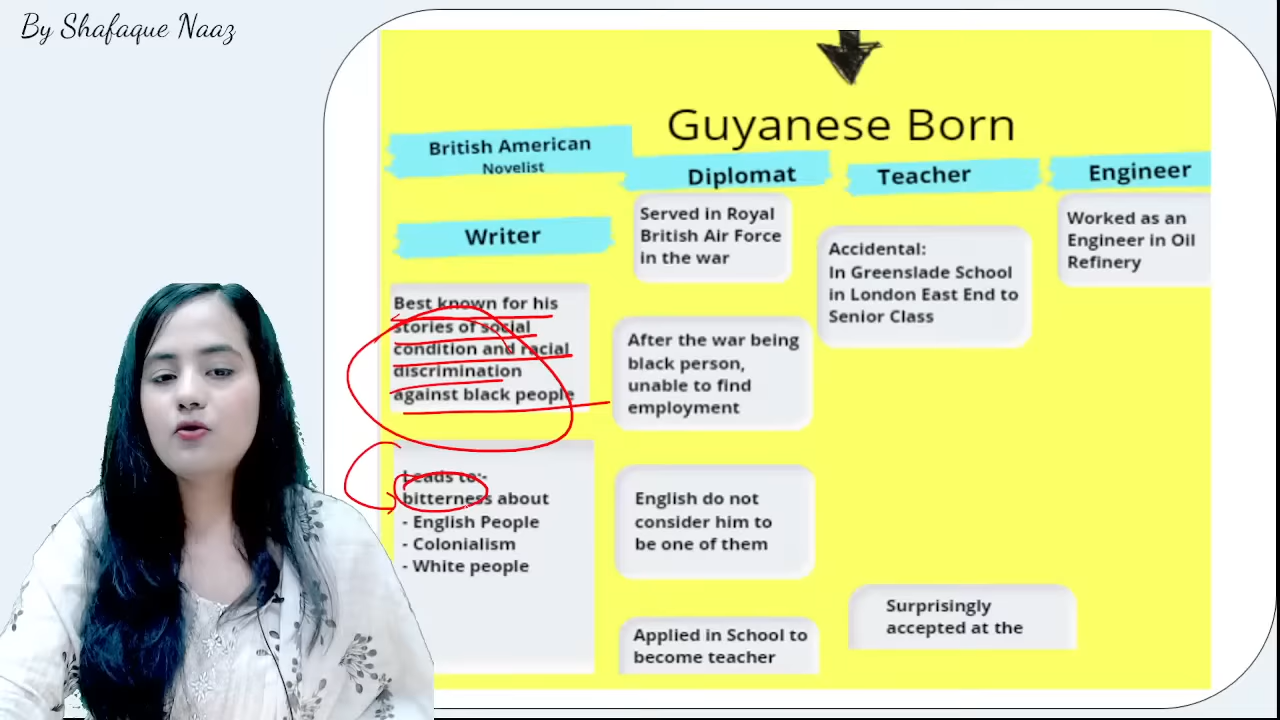 By Shafaque Naaz
Guyanese Born
British American
Novelist
Writer
Best known for his
stories of social
condition and racial
discrimination
against black people
Leads to:-
bitterness about
- English People
- Colonialism
- White people
Diplomat
Served in Royal
British Air Force
in the war
After the war being
black person,
unable to find
employment
English do not
consider him to
be one of them
Applied in School to
become teacher
Teacher
Accidental:
In Greenslade School
in London East End to
Senior Class
Surprisingly
accepted at the
Engineer
Worked as an
Engineer in Oil
Refinery